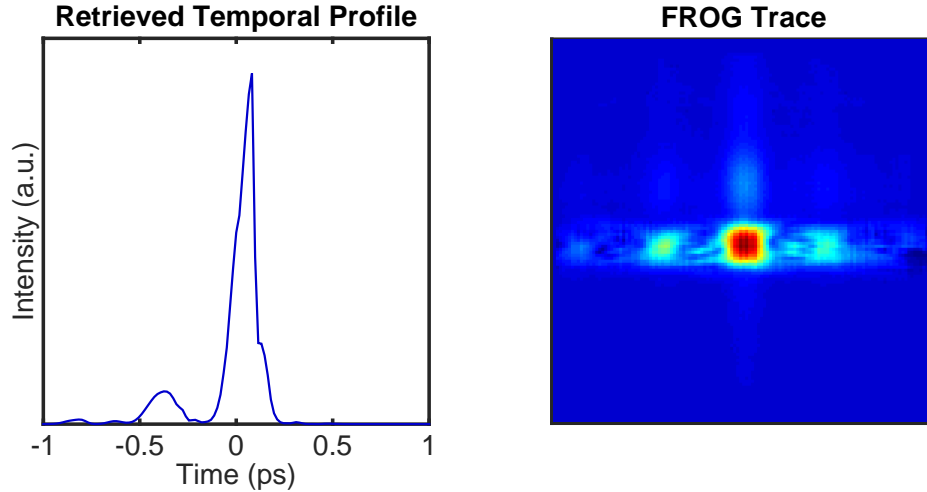 Retrieved Temporal Profile
FROG Trace
Intensity (a.u.)
-1 -0.5 0 0.5 1
Time (ps)